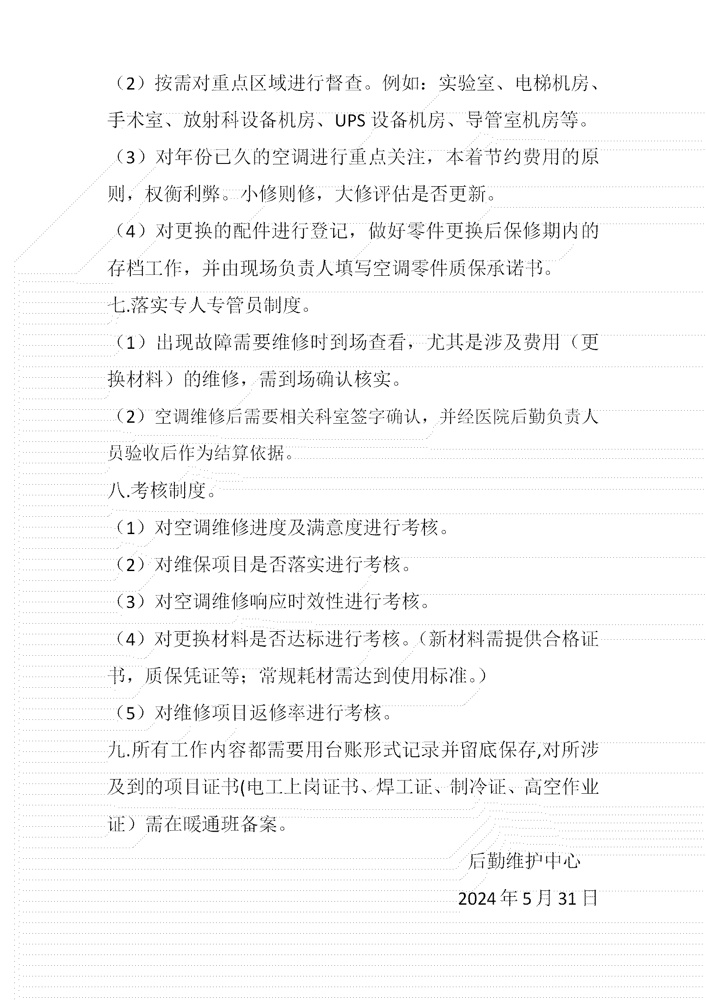 （2）按需对重点区域进行督查。例如：实验室、电梯机房、
手术室、放射科设备机房、UPS 设备机房、导管室机房等。
（3）对年份已久的空调进行重点关注，本着节约费用的原
则，权衡利弊。小修则修，大修评估是否更新。
（4）对更换的配件进行登记，做好零件更换后保修期内的
存档工作，并由现场负责人填写空调零件质保承诺书。
七.落实专人专管员制度。
（1）出现故障需要维修时到场查看，尤其是涉及费用（更
换材料）的维修，需到场确认核实。
（2）空调维修后需要相关科室签字确认，并经医院后勤负责人
员验收后作为结算依据。
八.考核制度。
（1）对空调维修进度及满意度进行考核。
（2）对维保项目是否落实进行考核。
（3）对空调维修响应时效性进行考核。
（4）对更换材料是否达标进行考核。（新材料需提供合格证
书，质保凭证等；常规耗材需达到使用标准。）
（5）对维修项目返修率进行考核。
九.所有工作内容都需要用台账形式记录并留底保存,对所涉
及到的项目证书(电工上岗证书、焊工证、制冷证、高空作业
证）需在暖通班备案。
后勤维护中心
2024 年 5 月 31 日